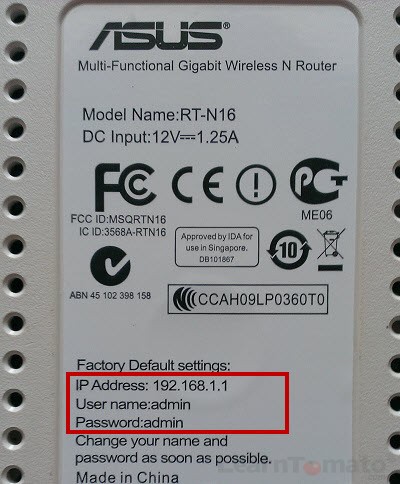 ASUS
Multi-Functional Gigabit Wireless N Router
Model Name:RT-N16
DC Input:12V⎓1.25A
FC CE
ME06
FCC ID:MSQRTN16
IC ID:3568A-RTN16
Approved by IDA for
use in Singapore.
DB101867
10
ABN 45 102 398 158
CCAH09LP0360T0
Factory Default settings:
IP Address: 192.168.1.1
User name:admin
Password:admin
Change your name and
password as soon as possible.
Made in China
LearnTomato